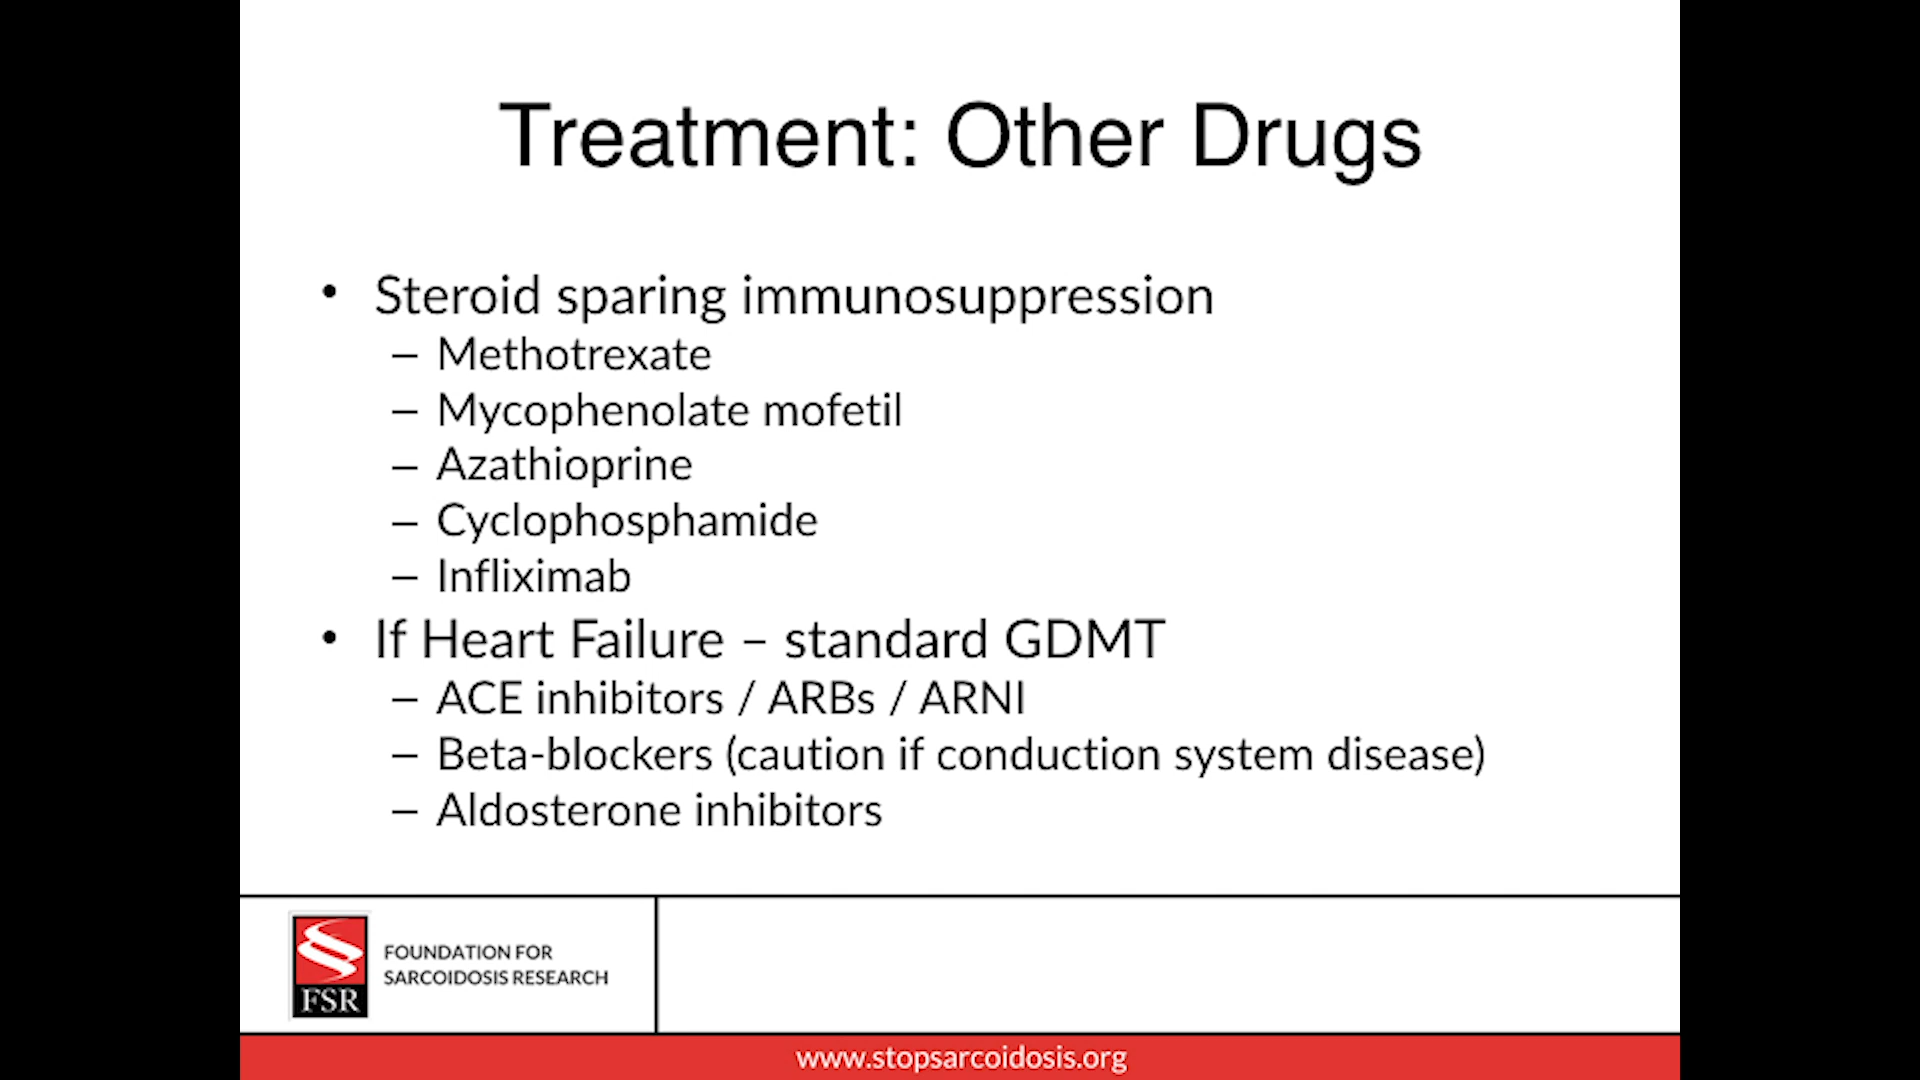 Treatment: Other Drugs
• Steroid sparing immunosuppression
– Methotrexate
– Mycophenolate mofetil
– Azathioprine
– Cyclophosphamide
– Infliximab
• If Heart Failure – standard GDMT
– ACE inhibitors / ARBs / ARNI
– Beta-blockers (caution if conduction system disease)
– Aldosterone inhibitors
FOUNDATION FOR
SARCOIDOSIS RESEARCH
FSR
www.stopsarcoidosis.org